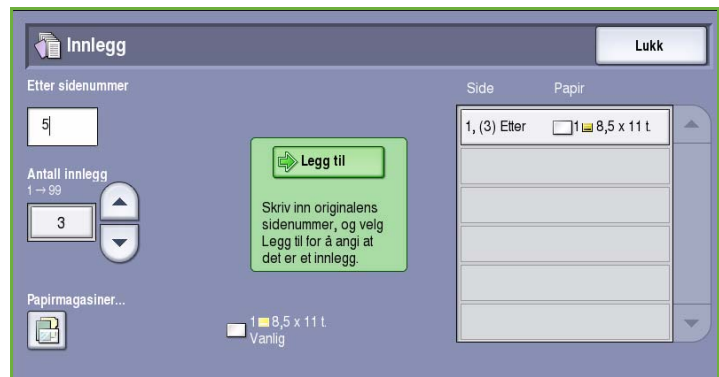 Innlegg
Lukk
Etter sidenummer
5
Antall innlegg
1 → 99
3
Papirmagasiner...
Legg til
Skriv inn originalens
sidenummer, og velg
Legg til for å angi at
det er et innlegg.
1 8,5 x 11 t.
Vanlig
Side Papir
1, (3) Etter 1 8,5 x 11 t.